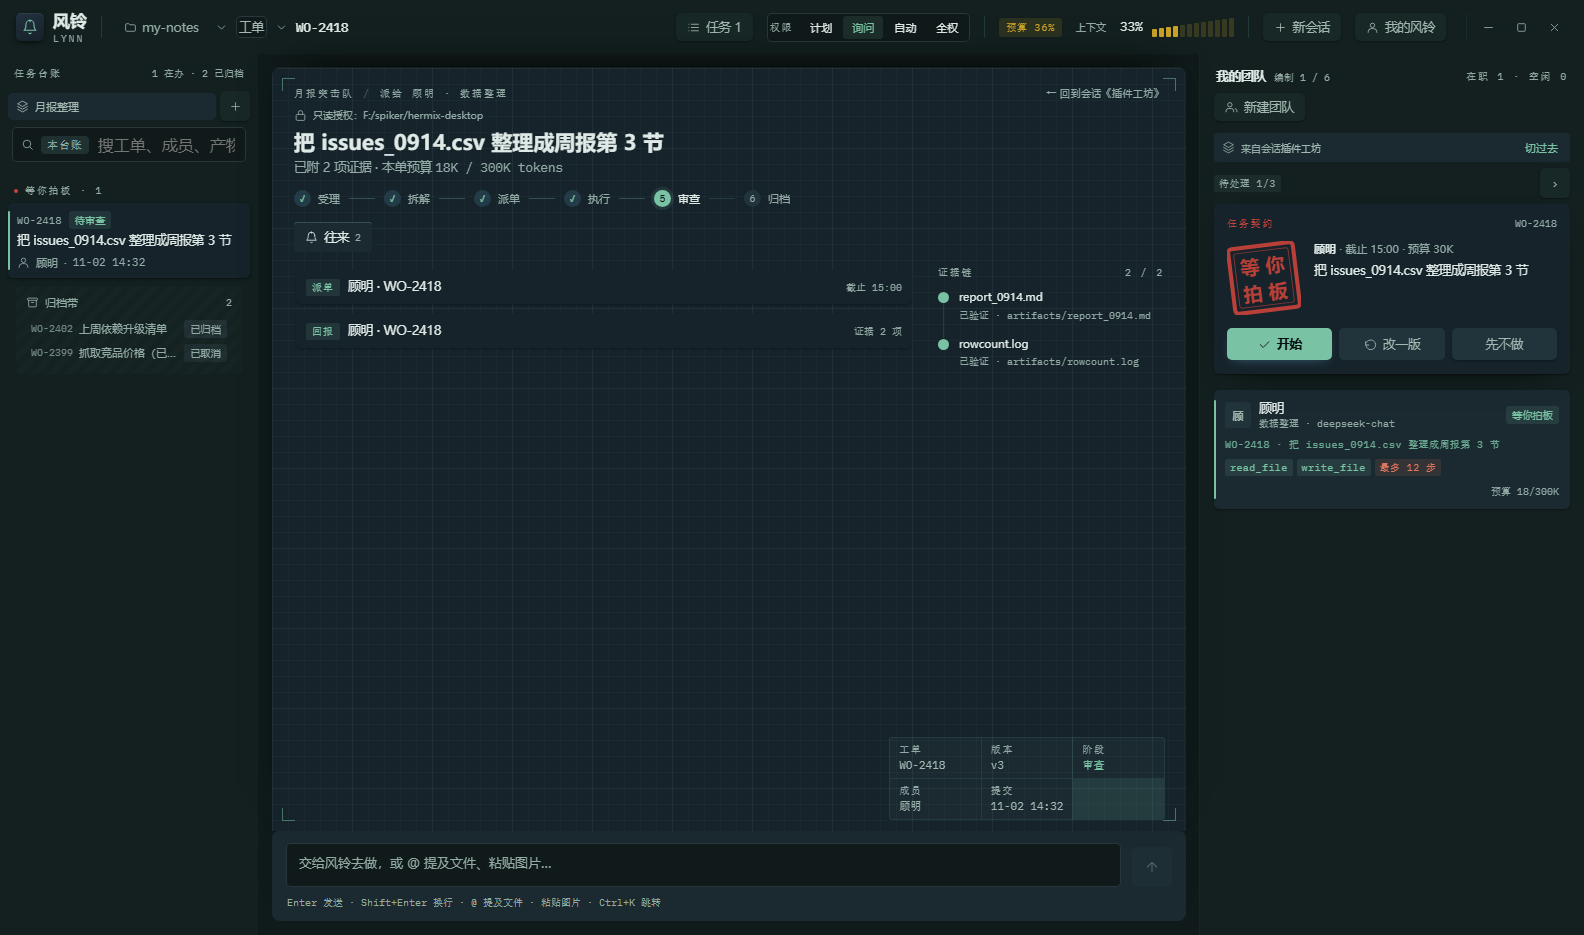 风铃
LYNN
my-notes
工单
WO-2418
任务 1
权限
计划
询问
自动
全权
预算 36%
上下文
33%
新会话
我的风铃
任务台账
1 在办 · 2 已归档
月报整理
本台账
搜工单、成员、产物
等你拍板 · 1
WO-2418 待审查
把 issues_0914.csv 整理成周报第 3 节
顾明 · 11-02 14:32
归档带
2
WO-2402 上周依赖升级清单 已归档
WO-2399 抓取竞品价格（已... 已取消
月报突击队 / 派给 顾明 · 数据整理
← 回到会话《插件工坊》
只读授权: F:/spiker/hermix-desktop
把 issues_0914.csv 整理成周报第 3 节
已附 2 项证据 · 本单预算 18K / 300K tokens
受理
拆解
派单
执行
5 审查
6 归档
往来 2
派单 顾明 · WO-2418
截止 15:00
回报 顾明 · WO-2418
证据 2 项
证据链
2 / 2
report_0914.md
已验证 · artifacts/report_0914.md
rowcount.log
已验证 · artifacts/rowcount.log
工单
WO-2418
版本
v3
阶段
审查
成员
顾明
提交
11-02 14:32
交给风铃去做，或 @ 提及文件、粘贴图片...
Enter 发送 · Shift+Enter 换行 · @ 提及文件 · 粘贴图片 · Ctrl+K 跳转
我的团队 编制 1 / 6
在职 1 · 空闲 0
新建团队
来自会话插件工坊
切过去
待处理 1/3
任务契约
WO-2418
等你
拍板
顾明 · 截止 15:00 · 预算 30K
把 issues_0914.csv 整理成周报第 3 节
开始
改一版
先不做
顾
顾明
数据整理 · deepseek-chat
等你拍板
WO-2418 · 把 issues_0914.csv 整理成周报第 3 节
read_file
write_file
最多 12 步
预算 18/300K